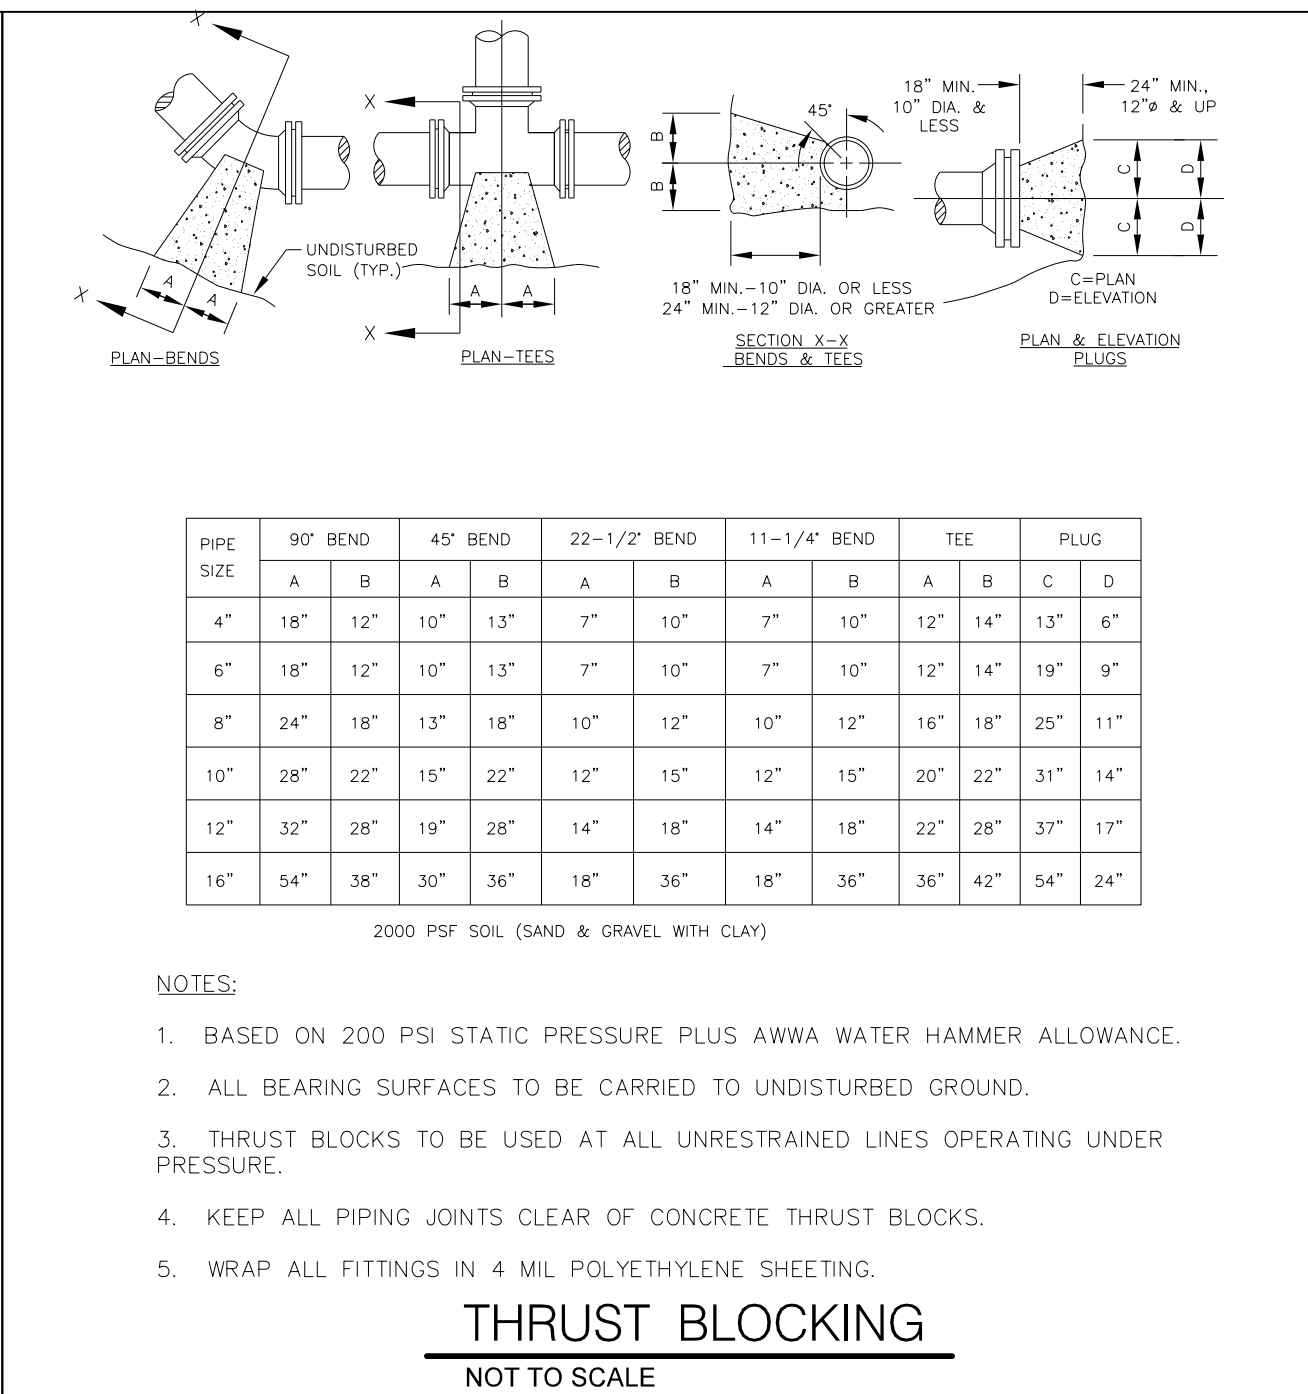 X
X
A
A
UNDISTURBED
SOIL (TYP.)
PLAN-BENDS
X
X
A
A
PLAN-TEES
45°
B
B
18" MIN.-10" DIA. OR LESS
24" MIN.-12" DIA. OR GREATER
SECTION X-X
BENDS & TEES
18" MIN.
10" DIA. &
LESS
24" MIN.,
12"ø & UP
C
D
C
D
C=PLAN
D=ELEVATION
PLAN & ELEVATION
PLUGS
PIPE SIZE 90° BEND 45° BEND 22-1/2° BEND 11-1/4° BEND TEE PLUG
A B A B A B A B A B C D
4" 18" 12" 10" 13" 7" 10" 7" 10" 12" 14" 13" 6"
6" 18" 12" 10" 13" 7" 10" 7" 10" 12" 14" 19" 9"
8" 24" 18" 13" 18" 10" 12" 10" 12" 16" 18" 25" 11"
10" 28" 22" 15" 22" 12" 15" 12" 15" 20" 22" 31" 14"
12" 32" 28" 19" 28" 14" 18" 14" 18" 22" 28" 37" 17"
16" 54" 38" 30" 36" 18" 36" 18" 36" 36" 42" 54" 24"
2000 PSF SOIL (SAND & GRAVEL WITH CLAY)
NOTES:
1. BASED ON 200 PSI STATIC PRESSURE PLUS AWWA WATER HAMMER ALLOWANCE.
2. ALL BEARING SURFACES TO BE CARRIED TO UNDISTURBED GROUND.
3. THRUST BLOCKS TO BE USED AT ALL UNRESTRAINED LINES OPERATING UNDER
PRESSURE.
4. KEEP ALL PIPING JOINTS CLEAR OF CONCRETE THRUST BLOCKS.
5. WRAP ALL FITTINGS IN 4 MIL POLYETHYLENE SHEETING.
THRUST BLOCKING
NOT TO SCALE